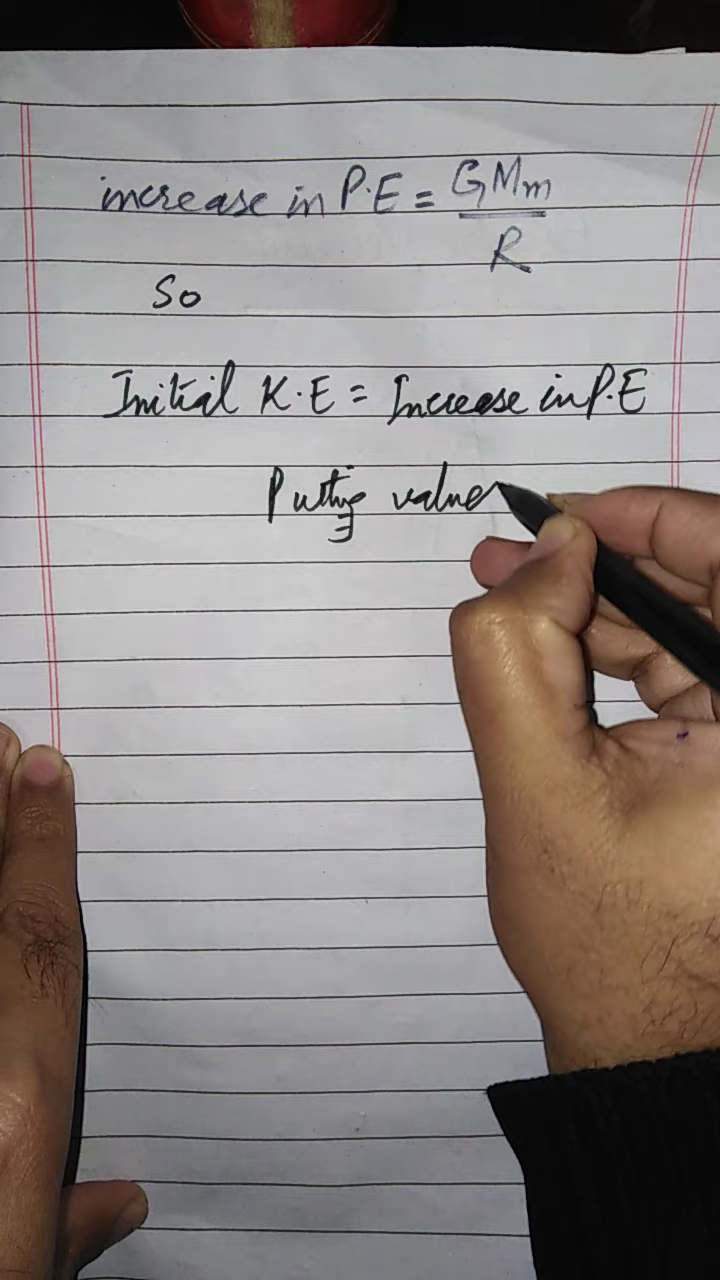 increase in P.E = GMm
R
So
Initial K.E = Increase in P.E
Putting value